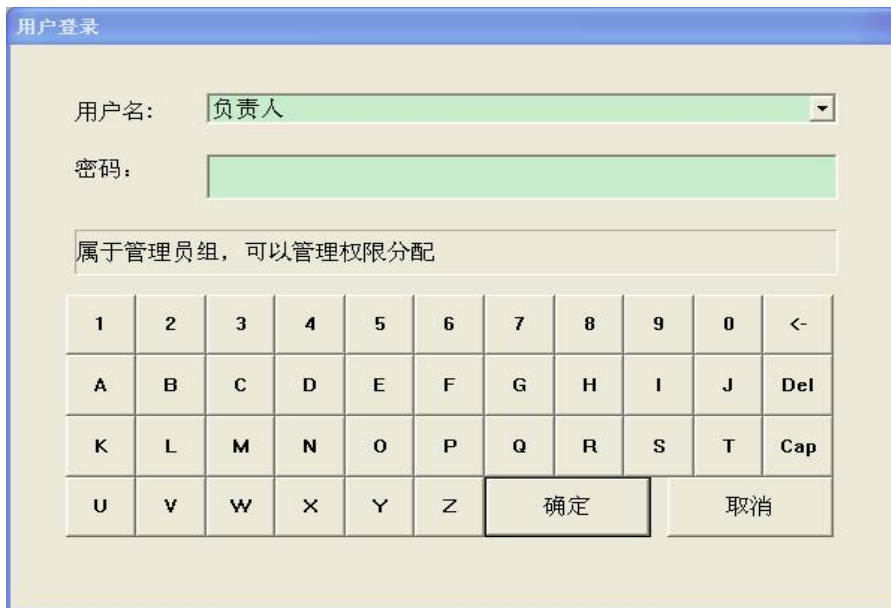 用户登录
用户名: 负责人
密码:
属于管理员组，可以管理权限分配
1 2 3 4 5 6 7 8 9 0 <-
A B C D E F G H I J Del
K L M N O P Q R S T Cap
U V W X Y Z 确定 取消